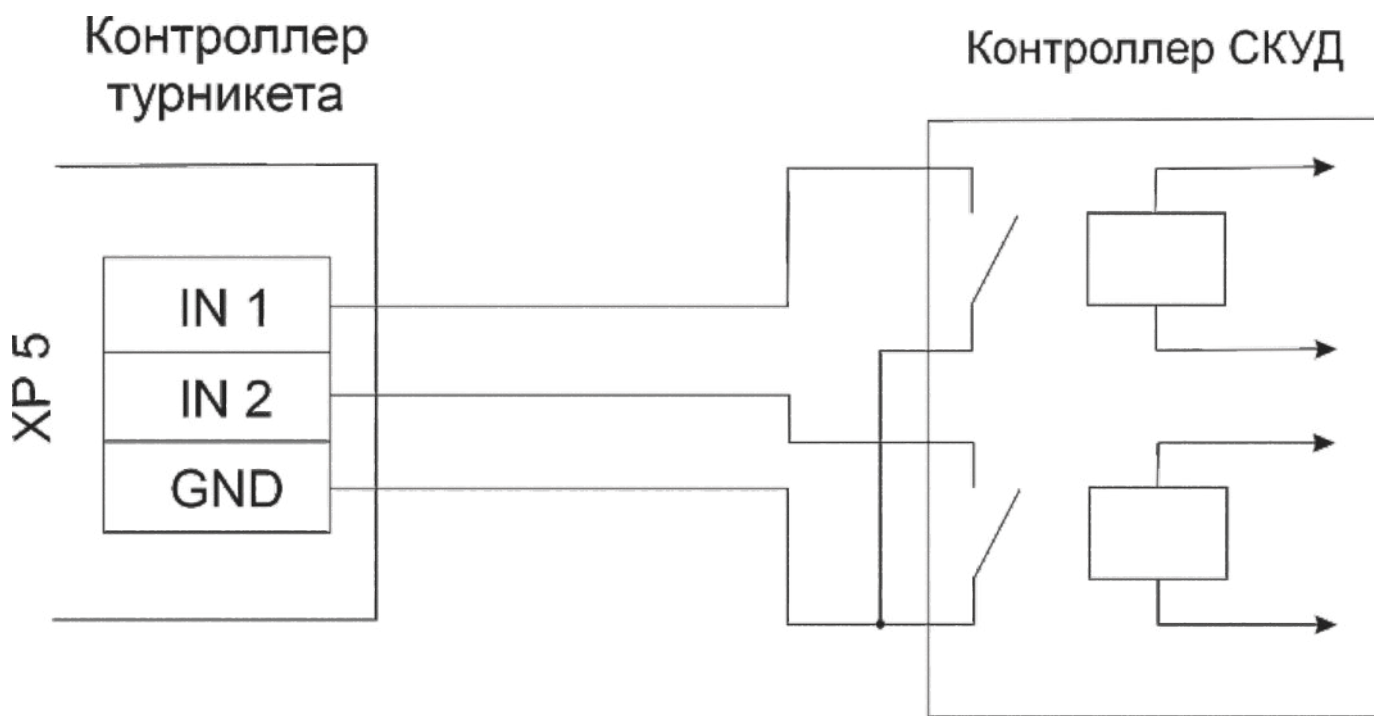 Контроллер
турникета
Контроллер СКУД
XP 5
IN 1
IN 2
GND